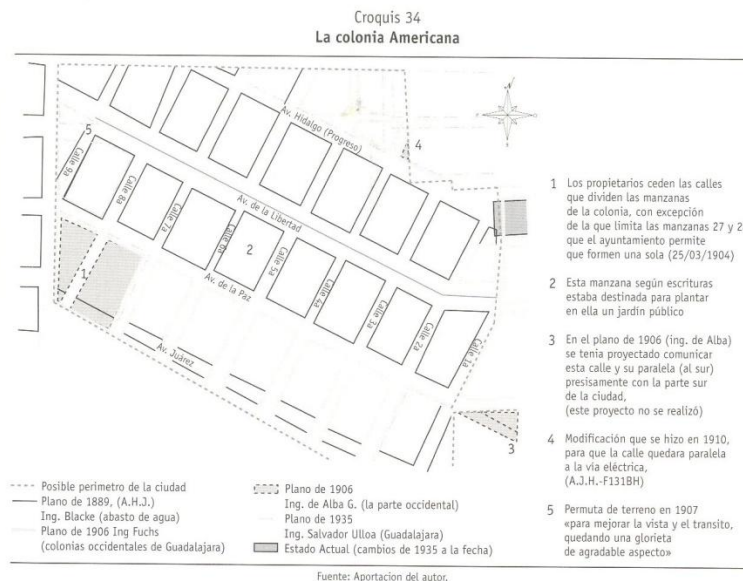 Croquis 34
La colonia Americana
Av. Hidalgo (Progreso)
4
5
Calle 9a
Calle 8a
Calle 7a
Calle 6a
Av. de la Libertad
2
Calle 5a
Calle 4a
Calle 3a
Calle 2a
Calle 1a
Av. de la Paz
1
Av. Juárez
3
1 Los propietarios ceden las calles
que dividen las manzanas
de la colonia, con excepción
de la que limita las manzanas 27 y 2
que el ayuntamiento permite
que formen una sola (25/03/1904)
2 Esta manzana según escrituras
estaba destinada para plantar
en ella un jardín público
3 En el plano de 1906 (ing. de Alba)
se tenia proyectado comunicar
esta calle y su paralela (al sur)
presisamente con la parte sur
de la ciudad,
(este proyecto no se realizó)
4 Modificación que se hizo en 1910,
para que la calle quedara paralela
a la via eléctrica,
(A.J.H.-F131BH)
5 Permuta de terreno en 1907
«para mejorar la vista y el transito,
quedando una glorieta
de agradable aspecto»
Posible perimetro de la ciudad
Plano de 1889, (A.H.J.)
Ing. Blacke (abasto de agua)
Plano de 1906 Ing Fuchs
(colonias occidentales de Guadalajara)
Plano de 1906
Ing. de Alba G. (la parte occidental)
Plano de 1935
Ing. Salvador Ulloa (Guadalajara)
Estado Actual (cambios de 1935 a la fecha)
Fuente: Aportacion del autor.